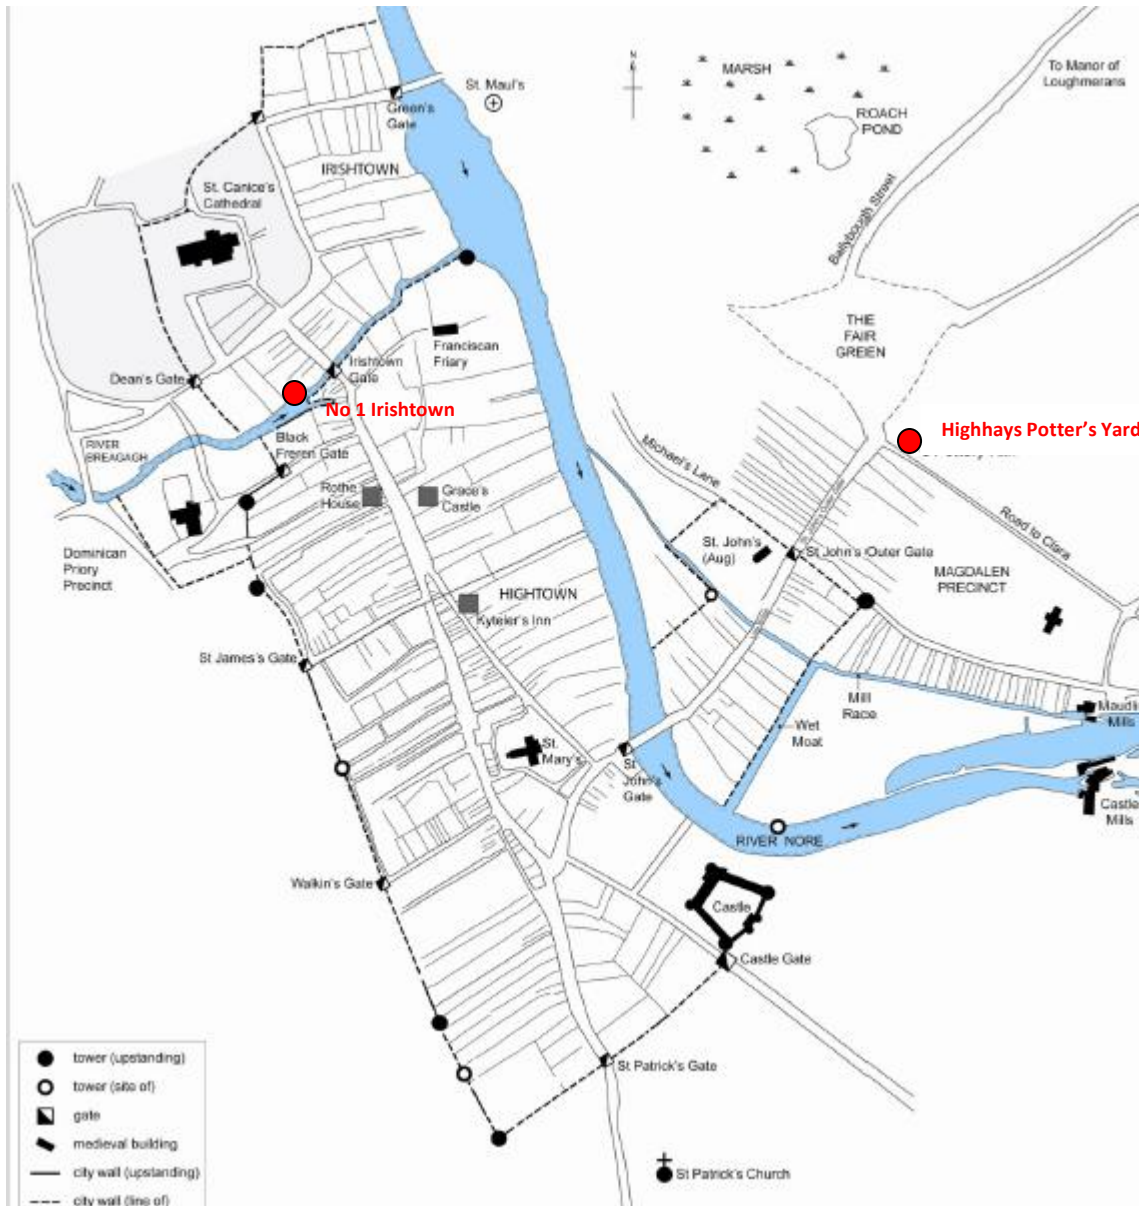 St. Maul's
Green's
Gate
IRISHTOWN
St. Canice's
Cathedral
N
MARSH
ROACH
POND
To Manor of
Loughmerans
Ballybough Street
THIE
FAIR
GREIEN
Franciscan
Friary
Irishtown
Gate
Dean's Gate
No 1 Irishtown
RIVER
BREAGAGH
Black
Freren Gate
Rothe
House
Grace's
Castle
Dominican
Priory
Precinct
Michael's Lane
Highhays Potter's Yard
Road to Clara
St. John's
(Aug)
St John's Outer Gate
MAGDALEN
PRECINCT
HIGHTOWN
Kyteler's Inn
St James's Gate
Mill
Race
Wet
Moat
Maudlin
Mills
St.
Mary's
St
John's
Gate
Castle
Mills
RIVER NORE
Walkin's Gate
Castle
Castle Gate
St Patrick's Gate
St Patrick's Church
tower (upstanding)
tower (site of)
gate
medieval building
city wall (upstanding)
city wall (line of)